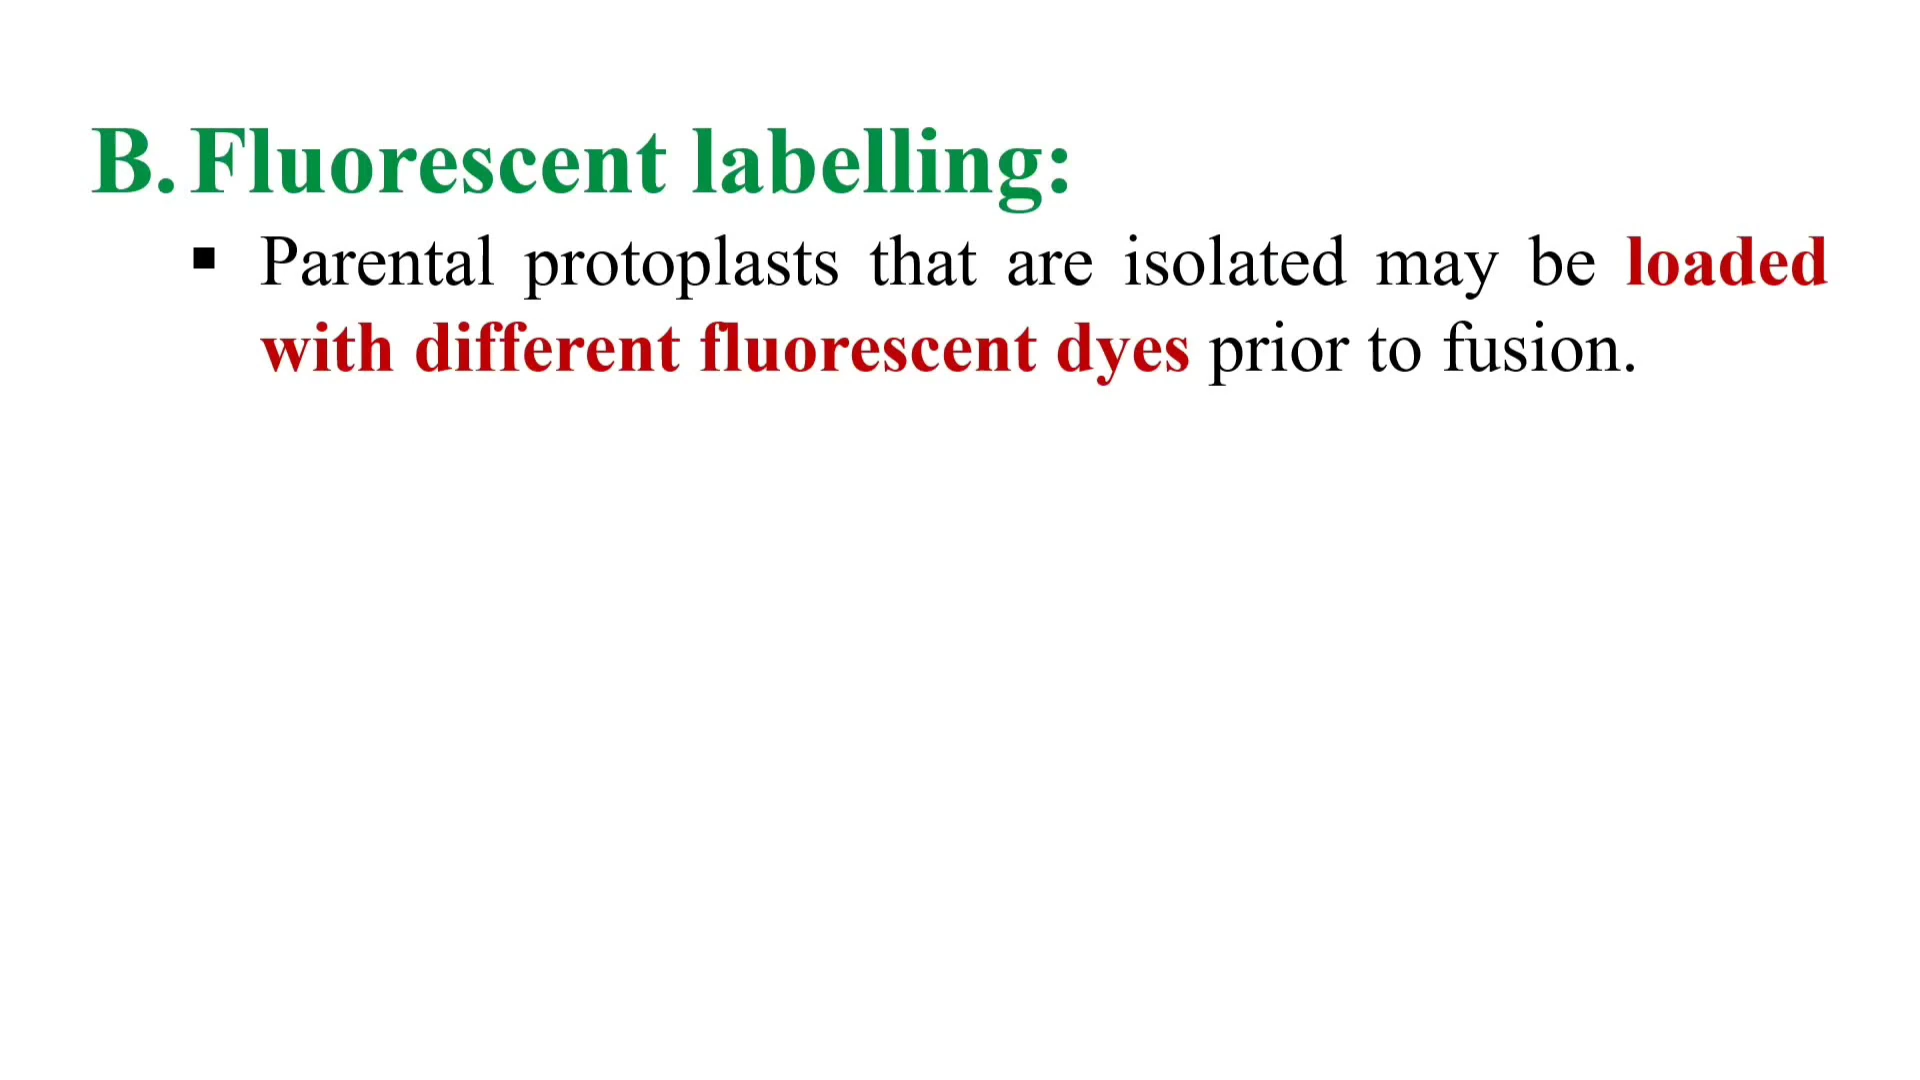 B. Fluorescent labelling:
▪ Parental protoplasts that are isolated may be loaded
with different fluorescent dyes prior to fusion.